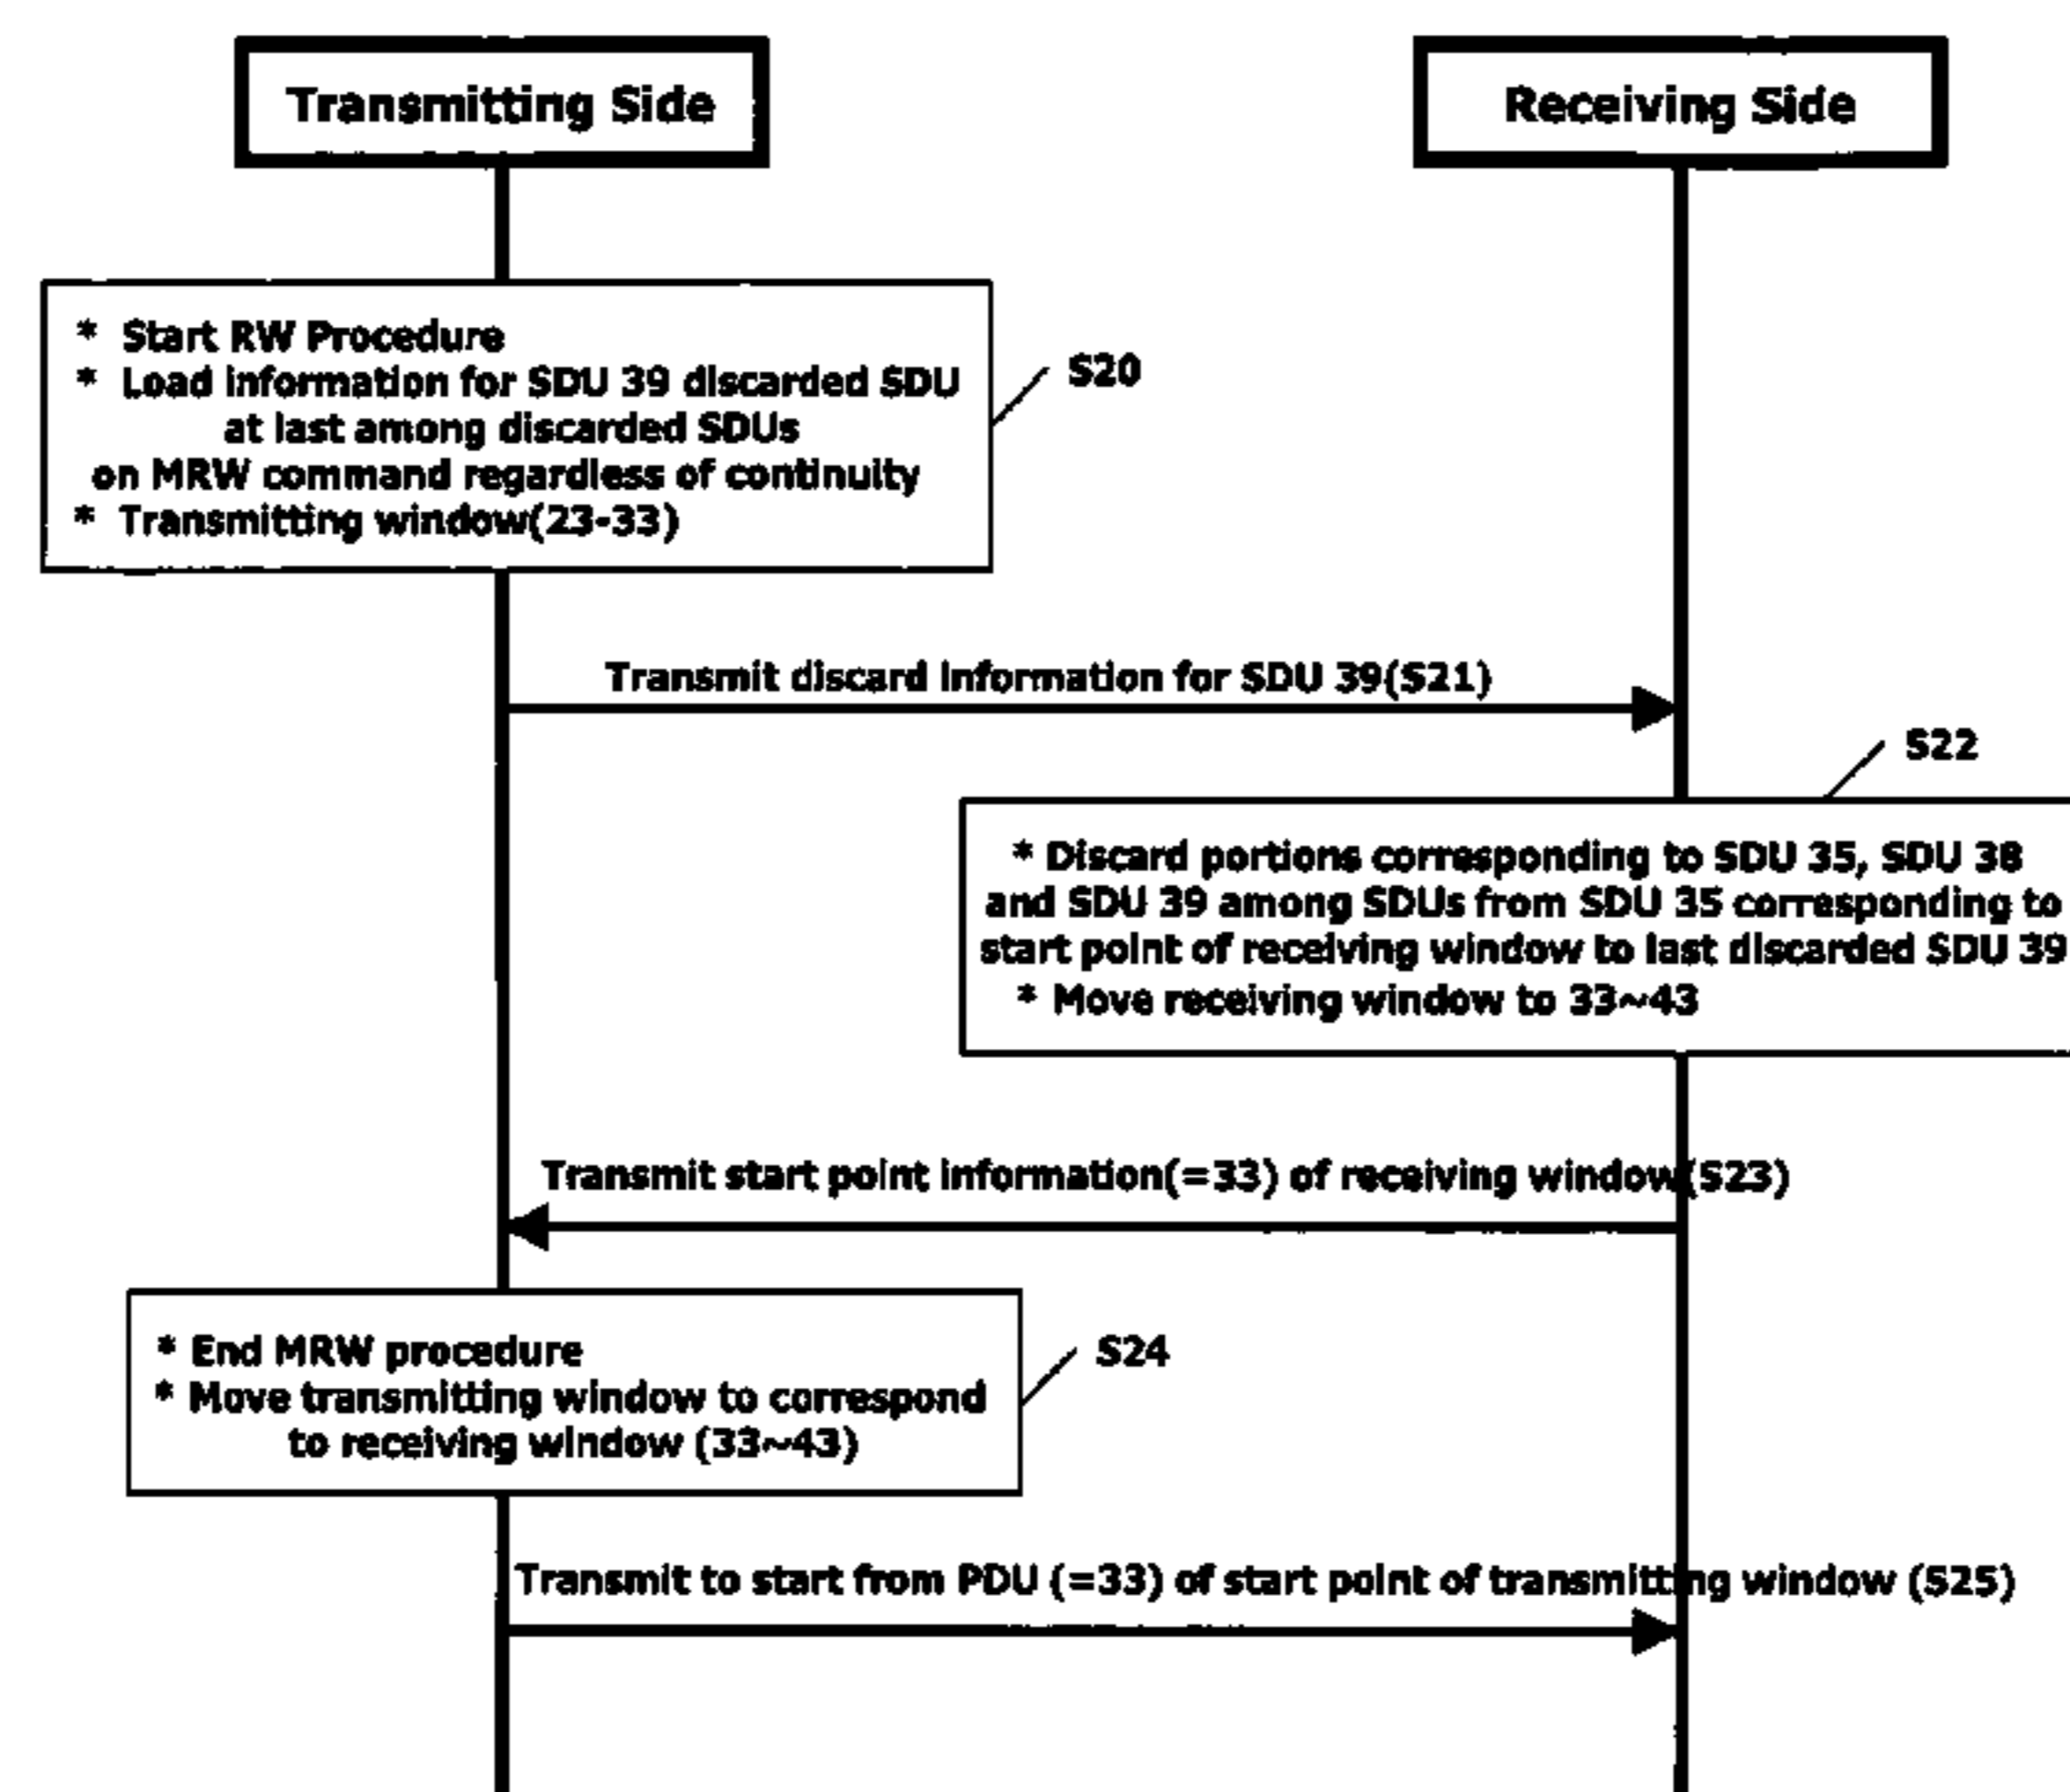 Transmitting Side
Receiving Side
* Start RW Procedure
* Load information for SDU 39 discarded SDU
at last among discarded SDUs
on MRW command regardless of continuity
* Transmitting window(23-33)
S20
Transmit discard information for SDU 39(S21)
S22
* Discard portions corresponding to SDU 35, SDU 38
and SDU 39 among SDUs from SDU 35 corresponding to
start point of receiving window to last discarded SDU 39
* Move receiving window to 33~43
Transmit start point information(=33) of receiving window(S23)
* End MRW procedure
* Move transmitting window to correspond
to receiving window (33~43)
S24
Transmit to start from PDU (=33) of start point of transmitting window (S25)